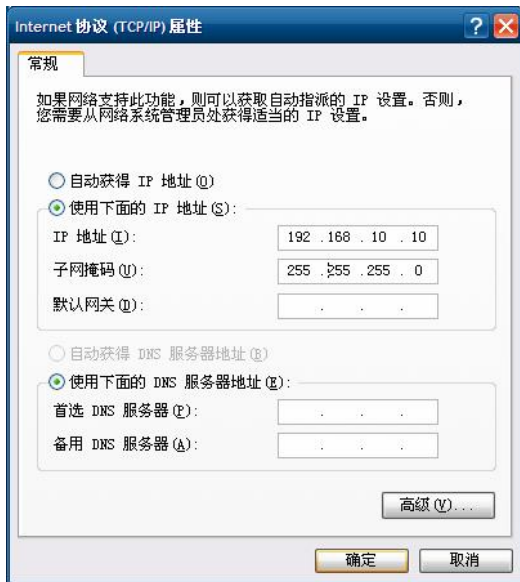 Internet 协议 (TCP/IP) 属性
常规
如果网络支持此功能，则可以获取自动指派的 IP 设置。否则，
您需要从网络系统管理员处获得适当的 IP 设置。
自动获得 IP 地址(O)
使用下面的 IP 地址(S):
IP 地址(I): 192 .168 . 10 . 10
子网掩码(U): 255 .255 .255 . 0
默认网关(D): . . .
自动获得 DNS 服务器地址(B)
使用下面的 DNS 服务器地址(E):
首选 DNS 服务器(P): . . .
备用 DNS 服务器(A): . . .
高级(V)...
确定 取消